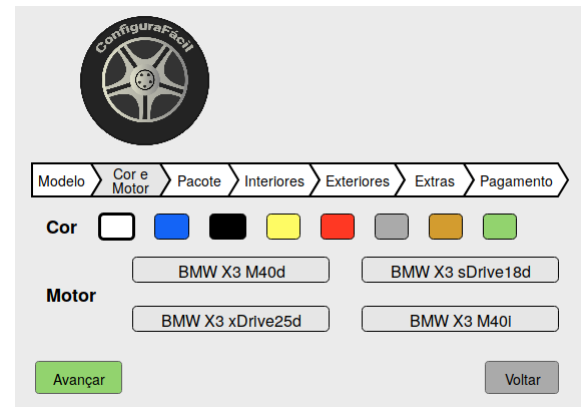 ConfiguraFácil
Modelo
Cor e
Motor
Pacote
Interiores
Exteriores
Extras
Pagamento
Cor
BMW X3 M40d
BMW X3 sDrive18d
Motor
BMW X3 xDrive25d
BMW X3 M40i
Avançar
Voltar